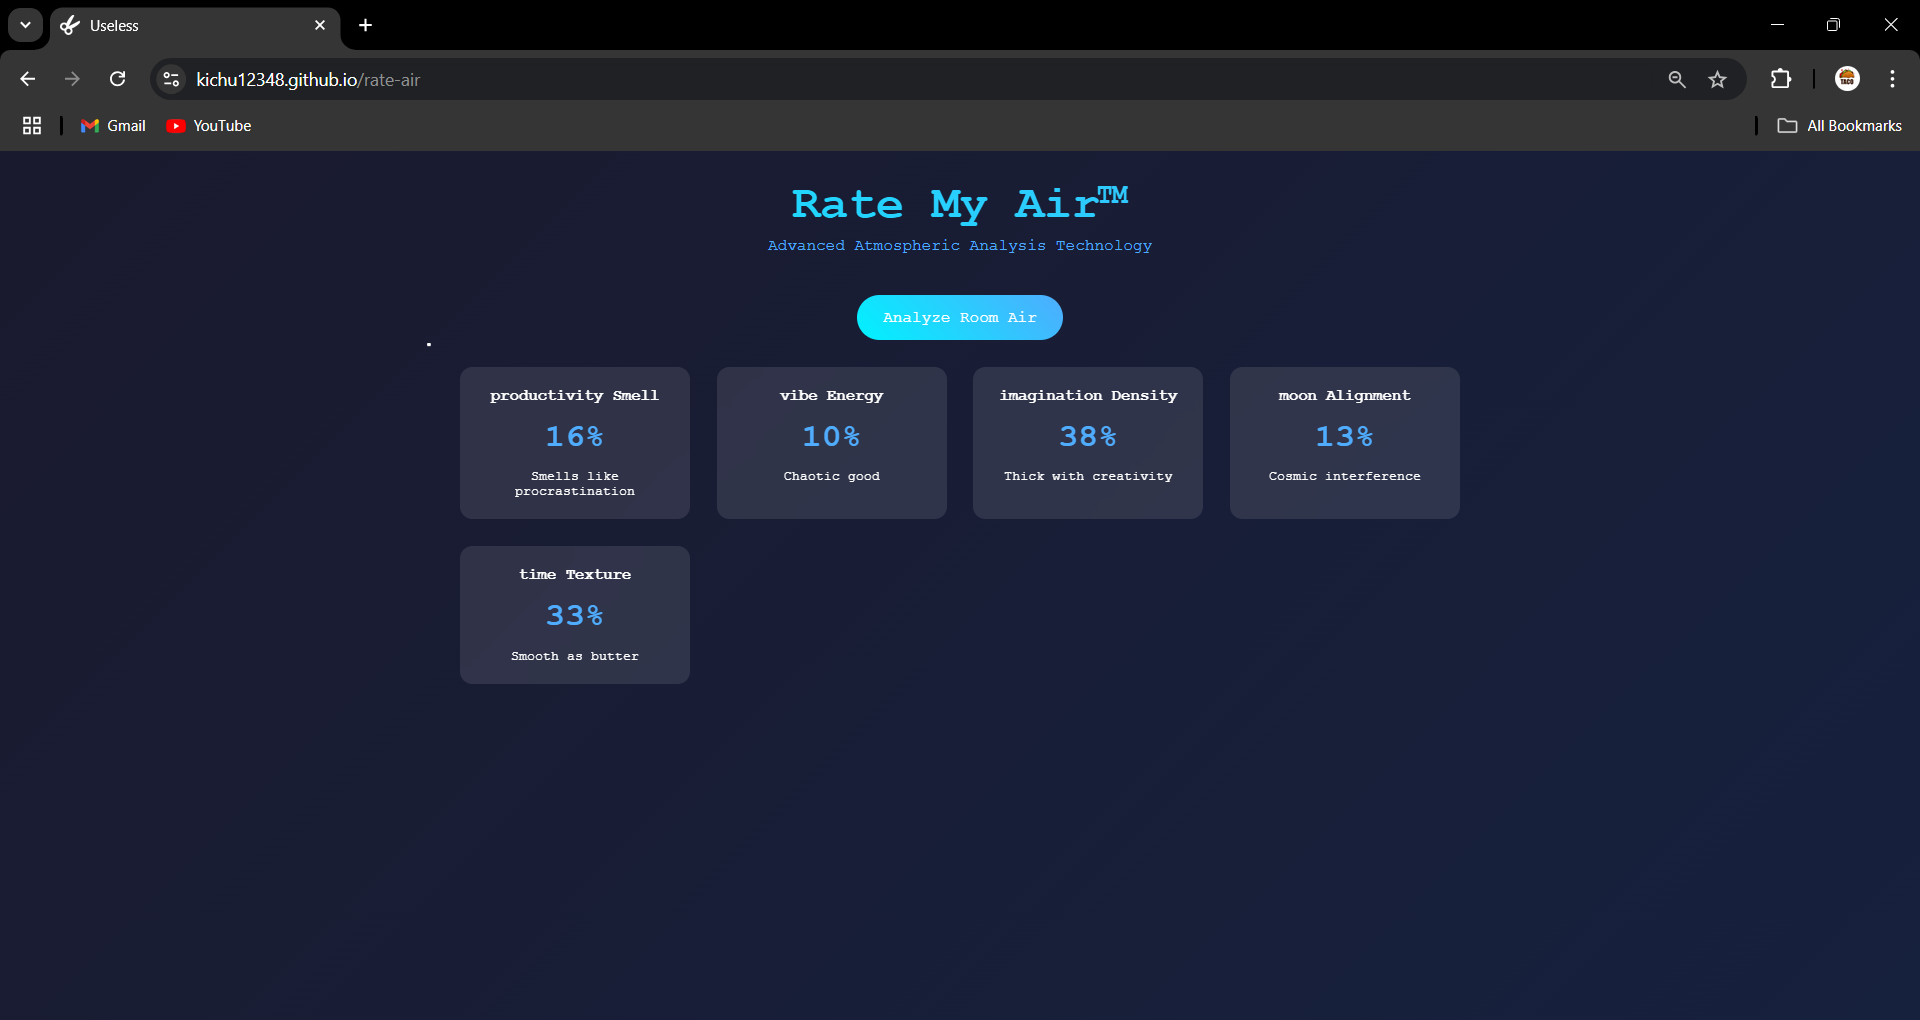 Useless
kichu12348.github.io/rate-air
Gmail
YouTube
All Bookmarks
TACO
Rate My Air™
Advanced Atmospheric Analysis Technology
Analyze Room Air
productivity Smell
16%
Smells like
procrastination
vibe Energy
10%
Chaotic good
imagination Density
38%
Thick with creativity
moon Alignment
13%
Cosmic interference
time Texture
33%
Smooth as butter